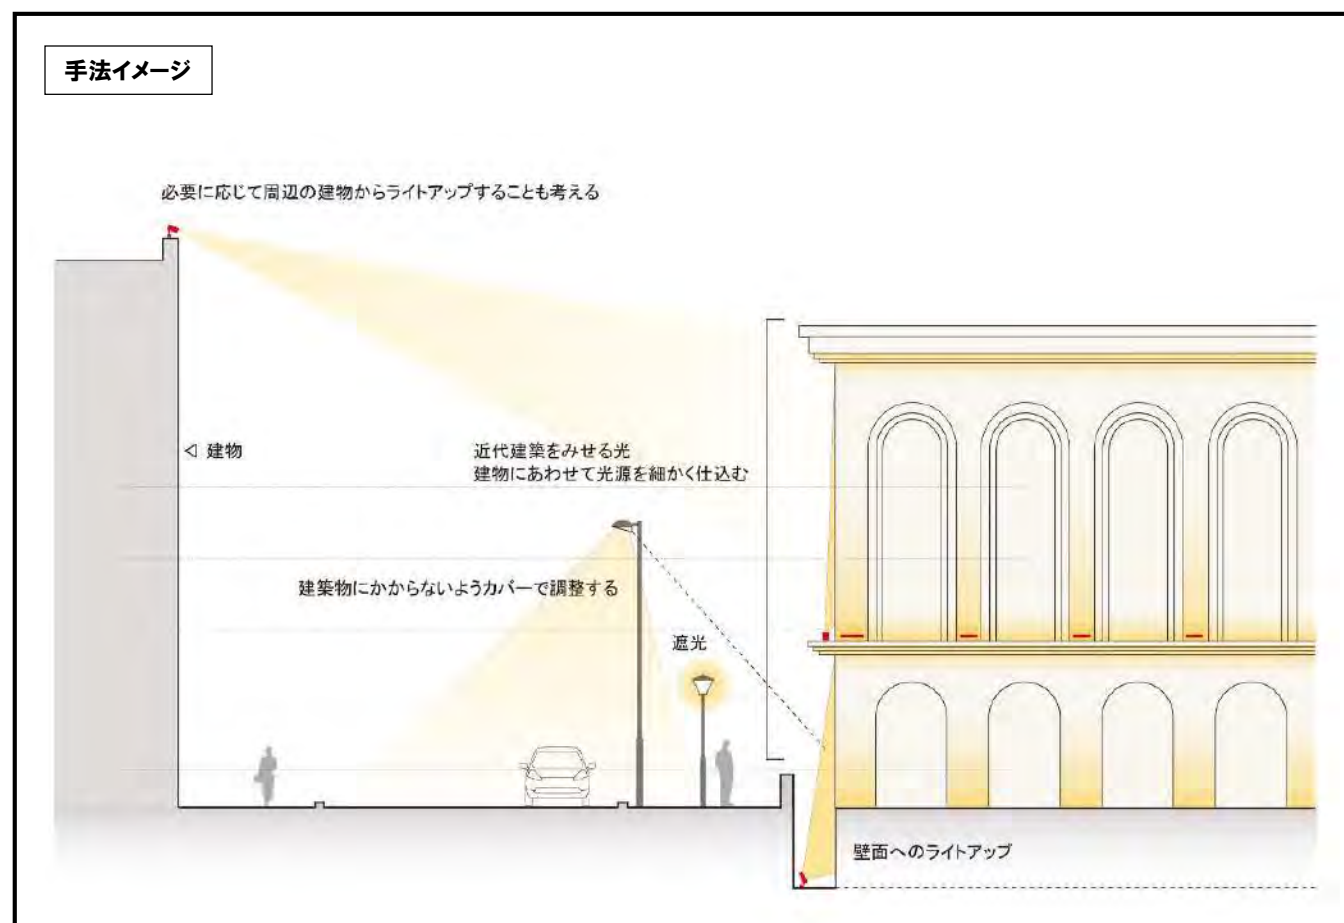 手法イメージ
必要に応じて周辺の建物からライトアップすることも考える
◁ 建物
近代建築をみせる光
建物にあわせて光源を細かく仕込む
建築物にかからないようカバーで調整する
遮光
壁面へのライトアップ